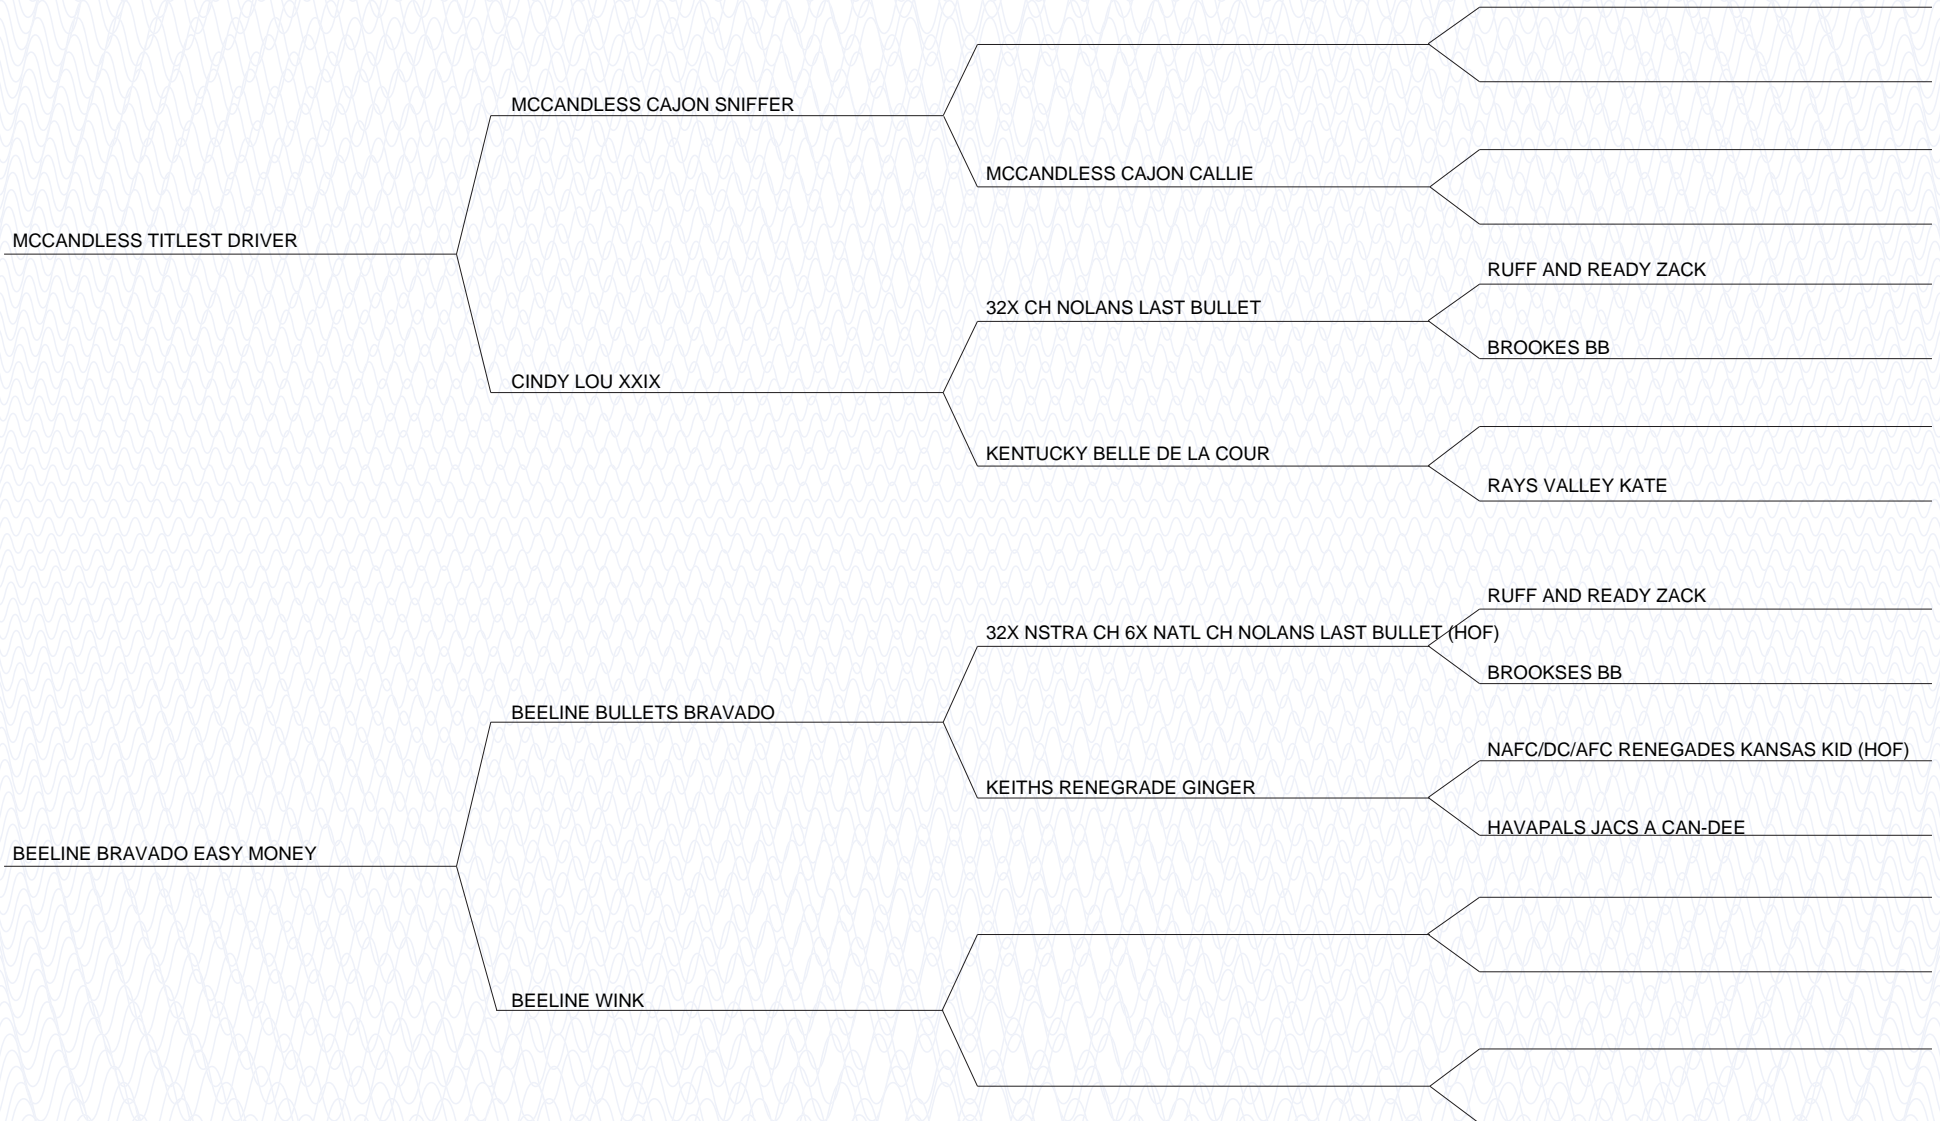 MCCANDLESS CAJON SNIFFER
MCCANDLESS CAJON CALLIE
MCCANDLESS TITLEST DRIVER
RUFF AND READY ZACK
32X CH NOLANS LAST BULLET
BROOKES BB
CINDY LOU XXIX
KENTUCKY BELLE DE LA COUR
RAYS VALLEY KATE
RUFF AND READY ZACK
32X NSTRA CH 6X NATL CH NOLANS LAST BULLET (HOF)
BROOKSES BB
BEELINE BULLETS BRAVADO
NAFC/DC/AFC RENEGADES KANSAS KID (HOF)
KEITHS RENEGRADE GINGER
HAVAPALS JACS A CAN-DEE
BEELINE BRAVADO EASY MONEY
BEELINE WINK